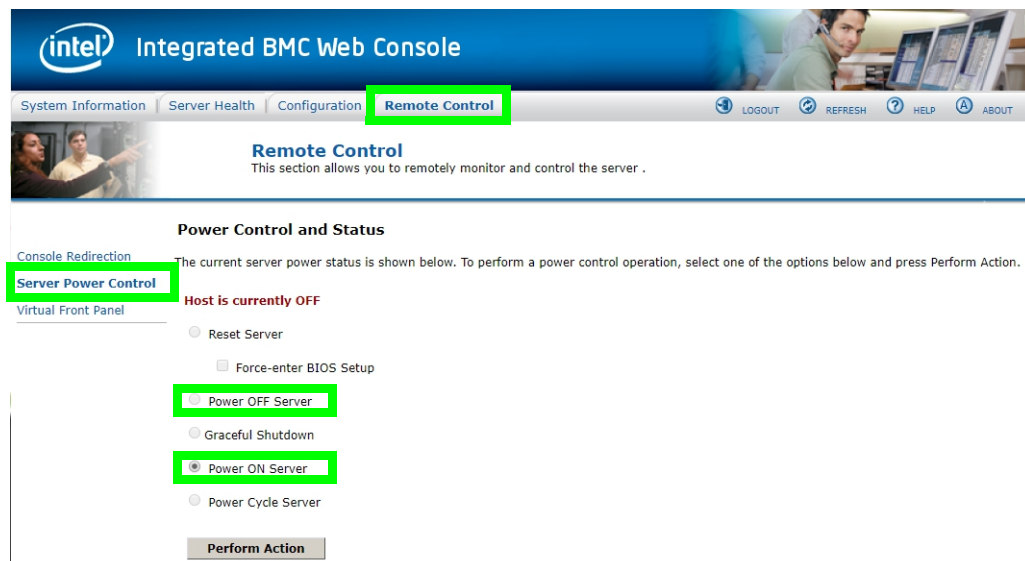 intel Integrated BMC Web Console
System Information Server Health Configuration Remote Control LOGOUT REFRESH ? HELP A ABOUT
Remote Control
This section allows you to remotely monitor and control the server .
Power Control and Status
Console Redirection
The current server power status is shown below. To perform a power control operation, select one of the options below and press Perform Action.
Server Power Control
Host is currently OFF
Virtual Front Panel
Reset Server
Force-enter BIOS Setup
Power OFF Server
Graceful Shutdown
Power ON Server
Power Cycle Server
Perform Action